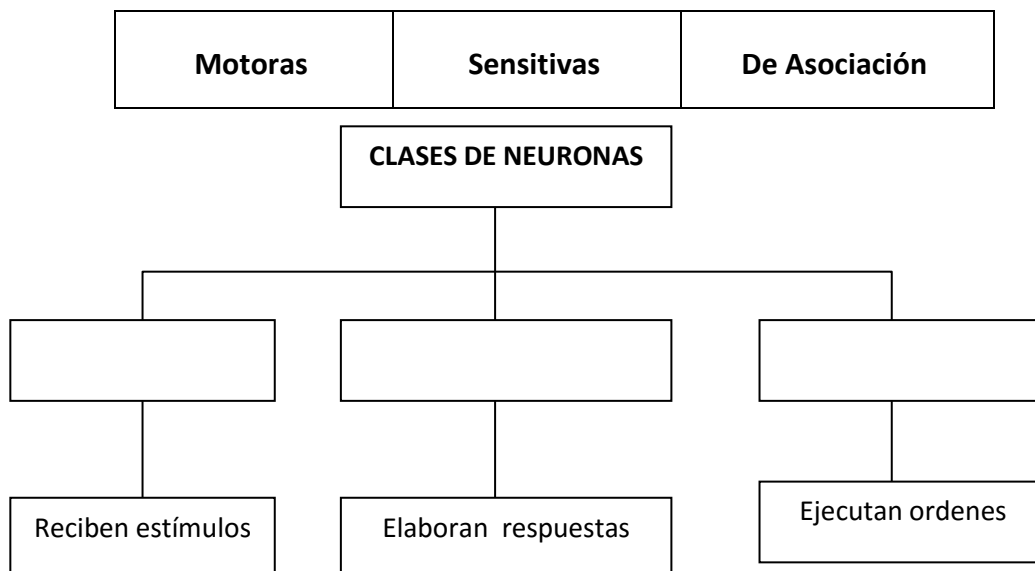 Motoras Sensitivas De Asociación
CLASES DE NEURONAS
Reciben estímulos Elaboran respuestas Ejecutan ordenes